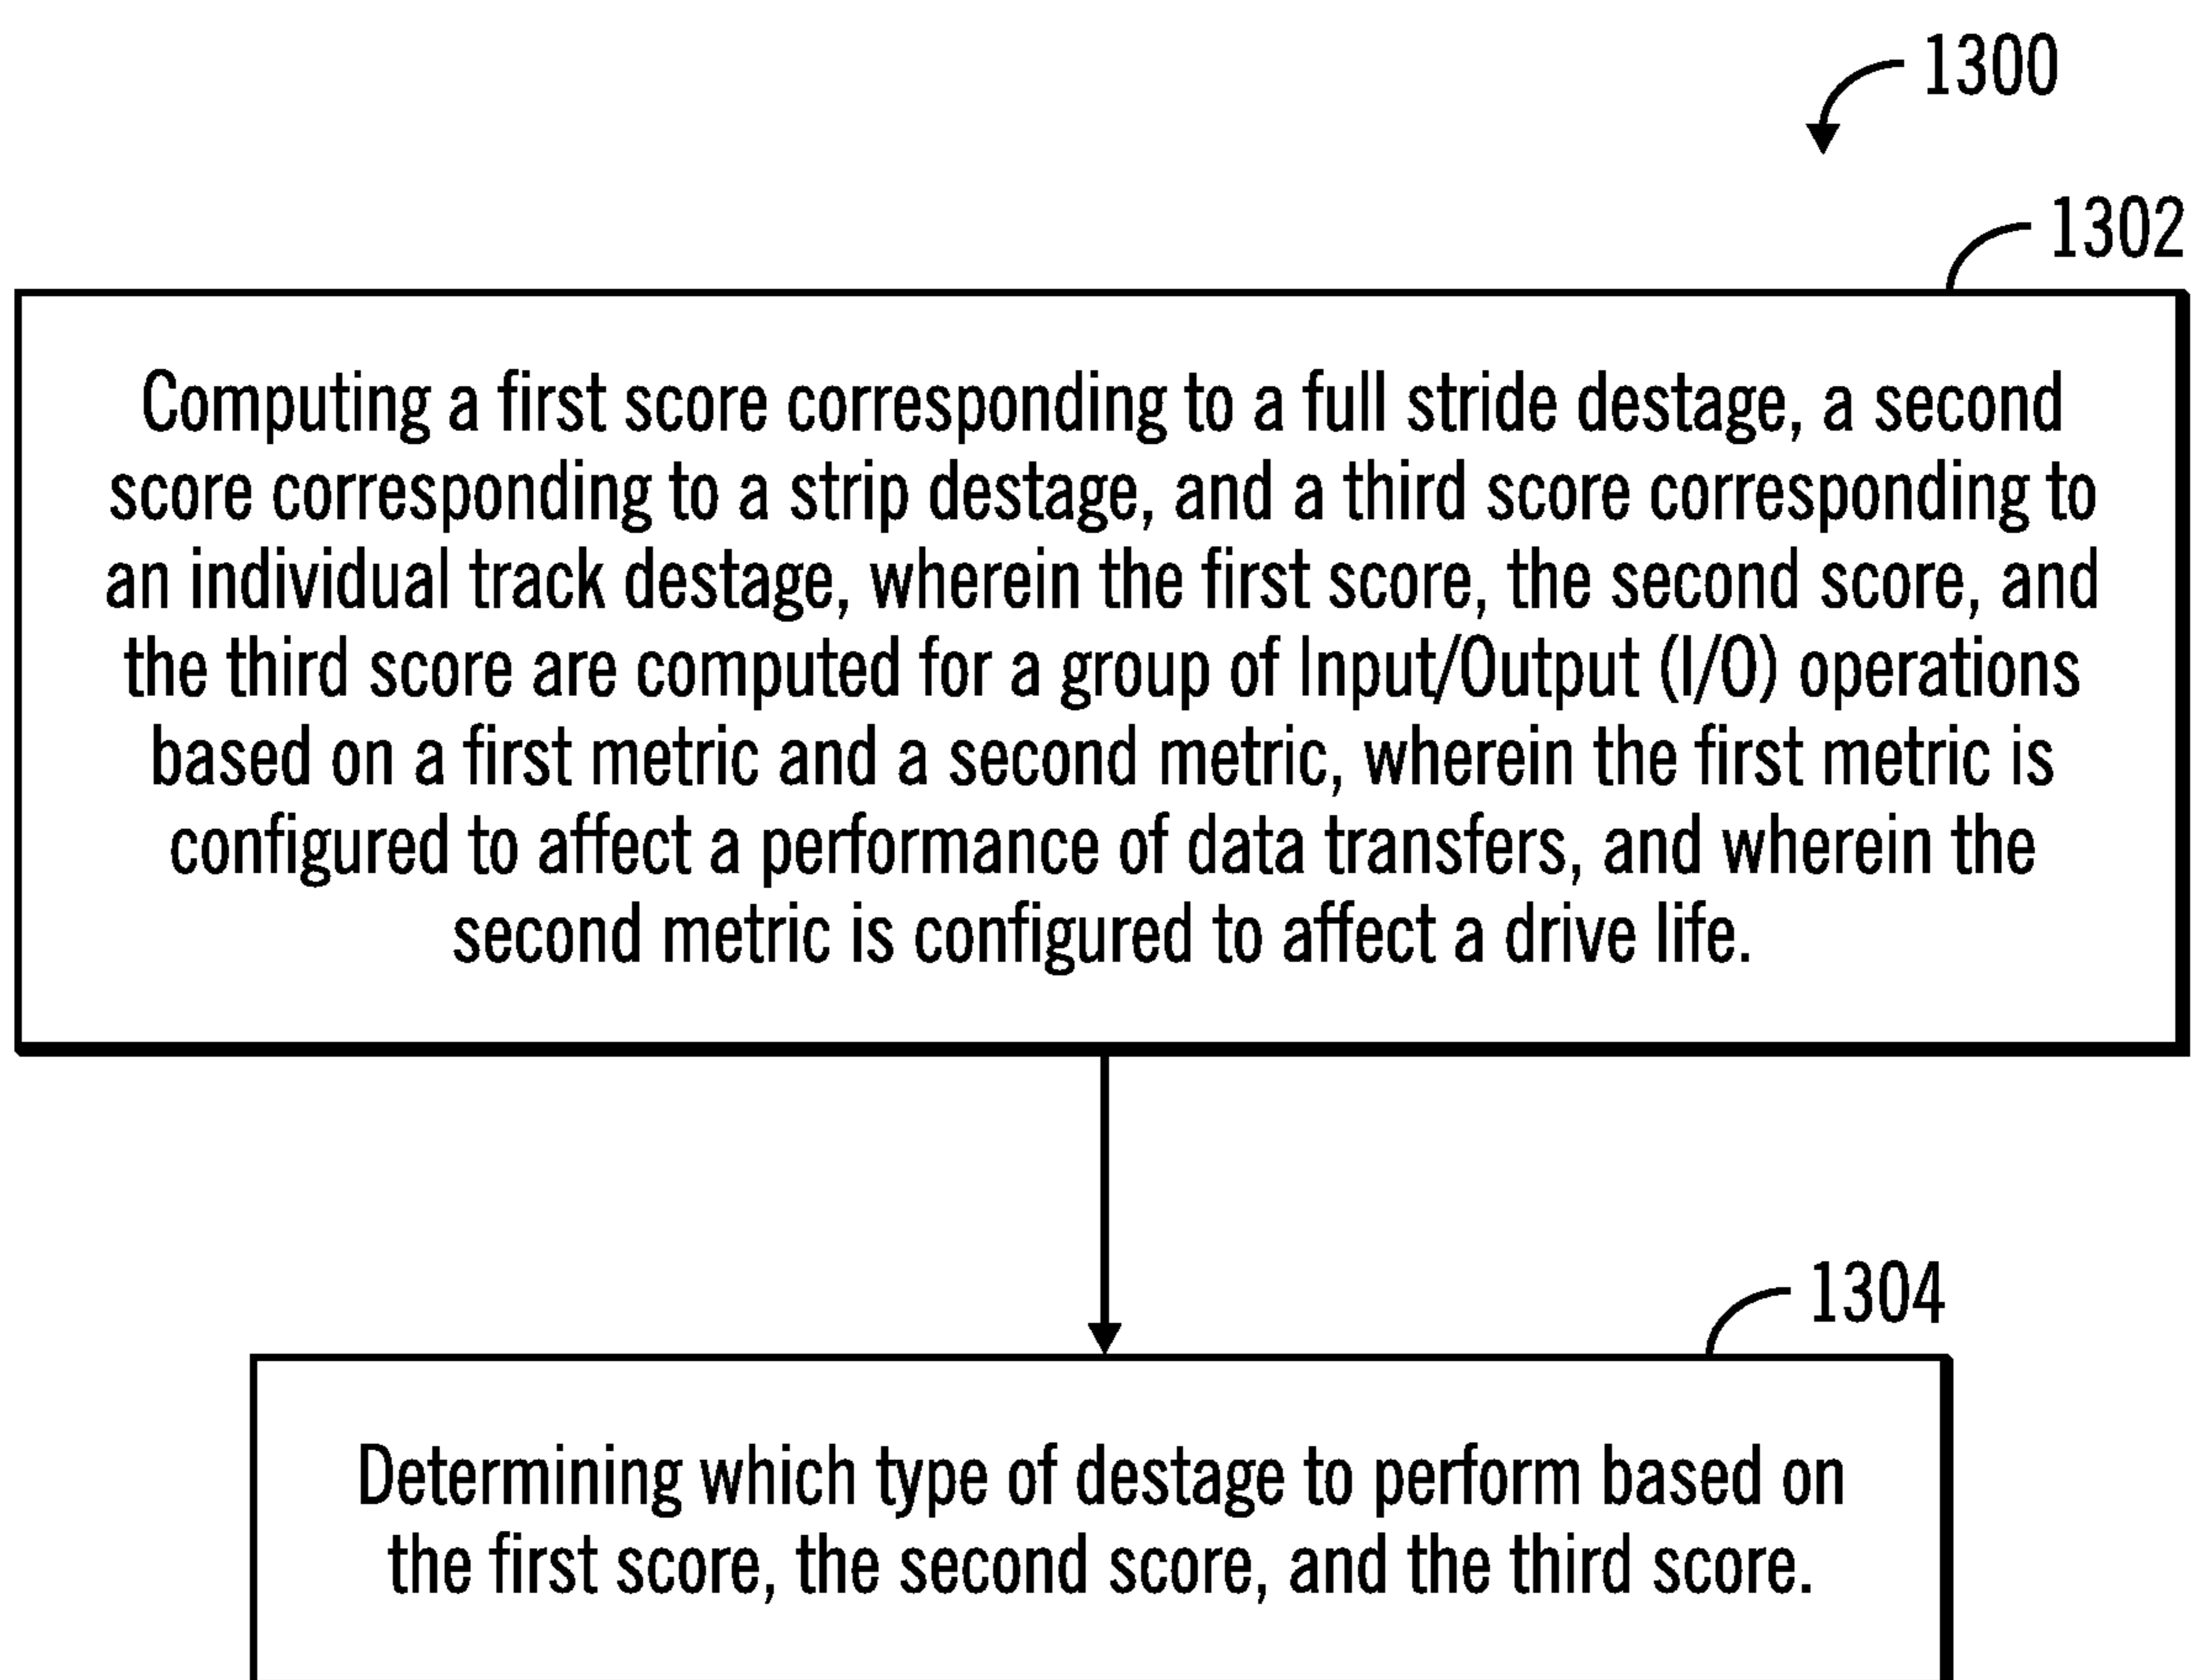 1300
1302
Computing a first score corresponding to a full stride destage, a second
score corresponding to a strip destage, and a third score corresponding to
an individual track destage, wherein the first score, the second score, and
the third score are computed for a group of Input/Output (I/O) operations
based on a first metric and a second metric, wherein the first metric is
configured to affect a performance of data transfers, and wherein the
second metric is configured to affect a drive life.
1304
Determining which type of destage to perform based on
the first score, the second score, and the third score.